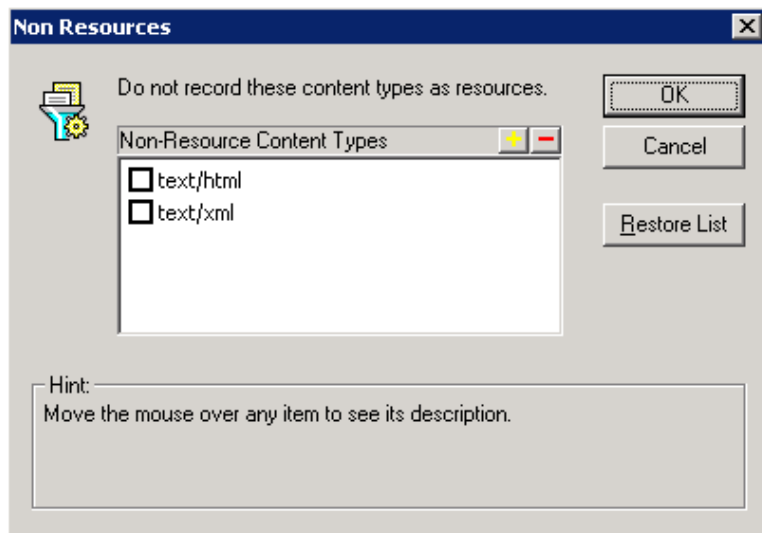 Non Resources
Do not record these content types as resources.
OK
Non-Resource Content Types
Cancel
text/html
text/xml
Restore List
Hint:
Move the mouse over any item to see its description.